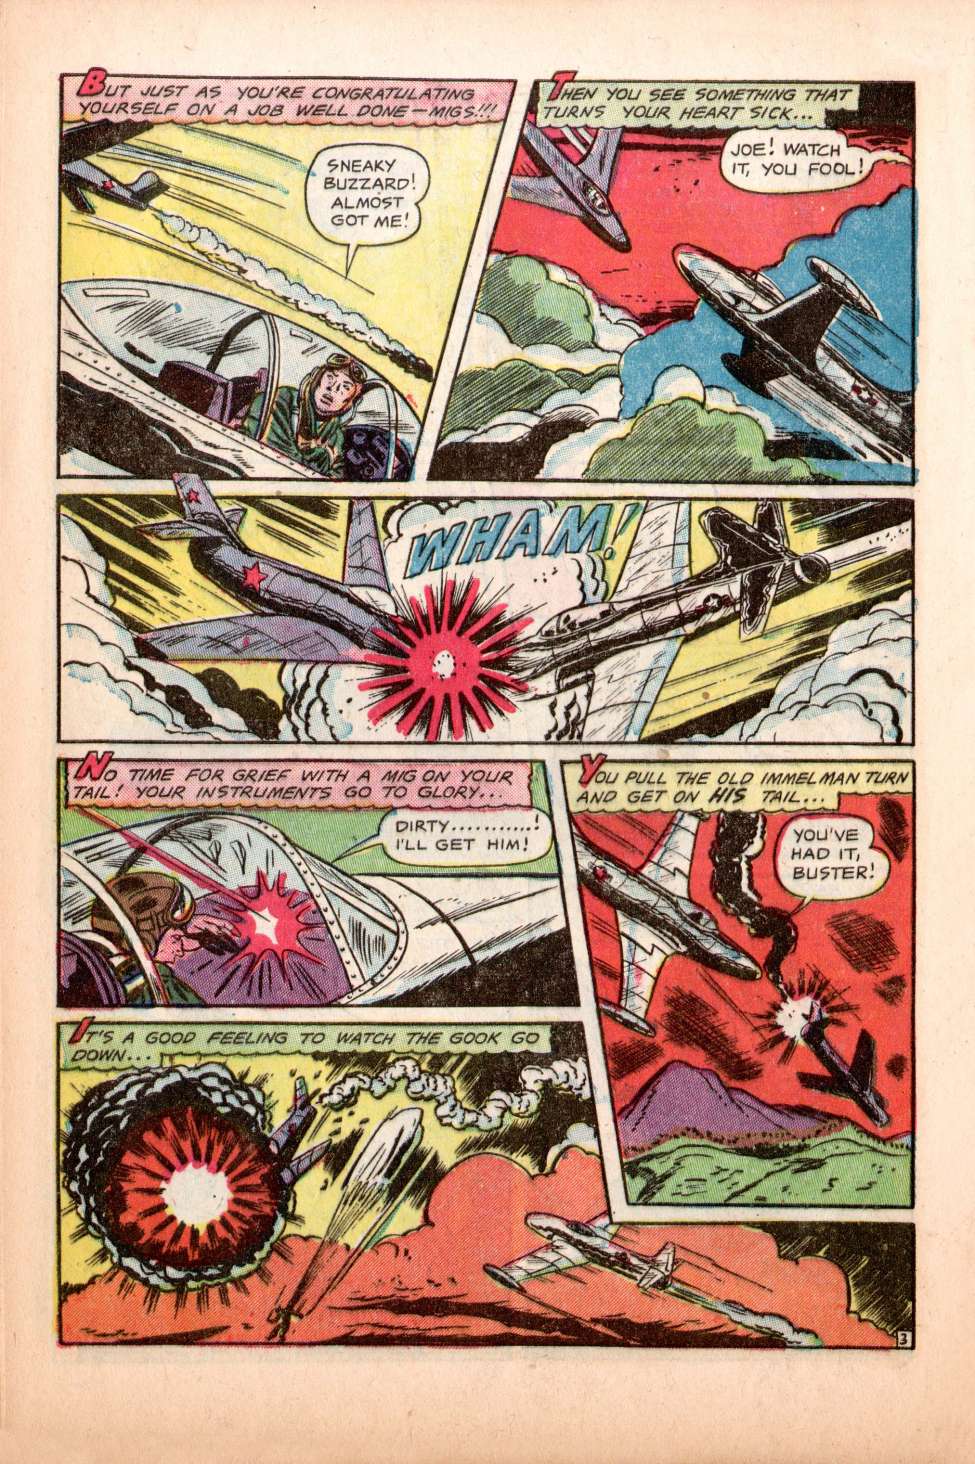 BUT JUST AS YOU'RE CONGRATULATING
YOURSELF ON A JOB WELL DONE—MIGS!!!
SNEAKY
BUZZARD!
ALMOST
GOT ME!
THEN YOU SEE SOMETHING THAT
TURNS YOUR HEART SICK...
JOE! WATCH
IT, YOU FOOL!
WHAM!
NO TIME FOR GRIEF WITH A MIG ON YOUR
TAIL! YOUR INSTRUMENTS GO TO GLORY...
DIRTY...........!
I'LL GET HIM!
YOU PULL THE OLD IMMELMAN TURN
AND GET ON HIS TAIL...
YOU'VE
HAD IT,
BUSTER!
IT'S A GOOD FEELING TO WATCH THE GOOK GO
DOWN...
3